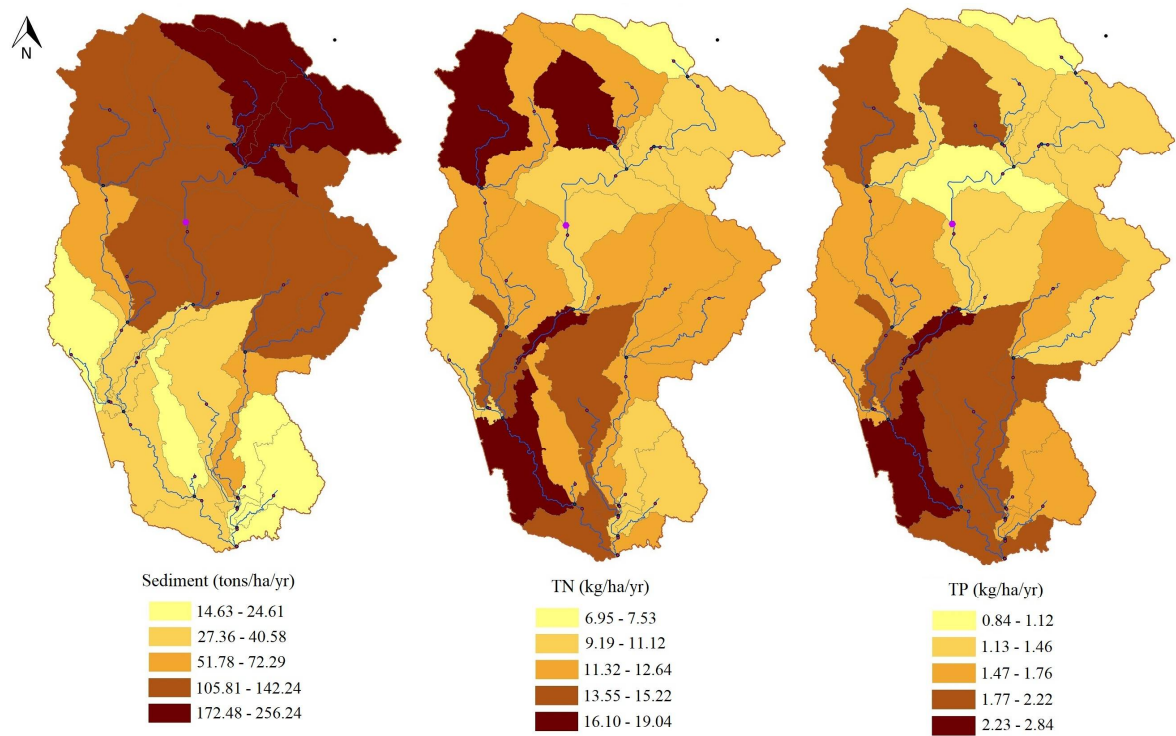 N
Sediment (tons/ha/yr)
14.63 - 24.61
27.36 - 40.58
51.78 - 72.29
105.81 - 142.24
172.48 - 256.24
TN (kg/ha/yr)
6.95 - 7.53
9.19 - 11.12
11.32 - 12.64
13.55 - 15.22
16.10 - 19.04
TP (kg/ha/yr)
0.84 - 1.12
1.13 - 1.46
1.47 - 1.76
1.77 - 2.22
2.23 - 2.84